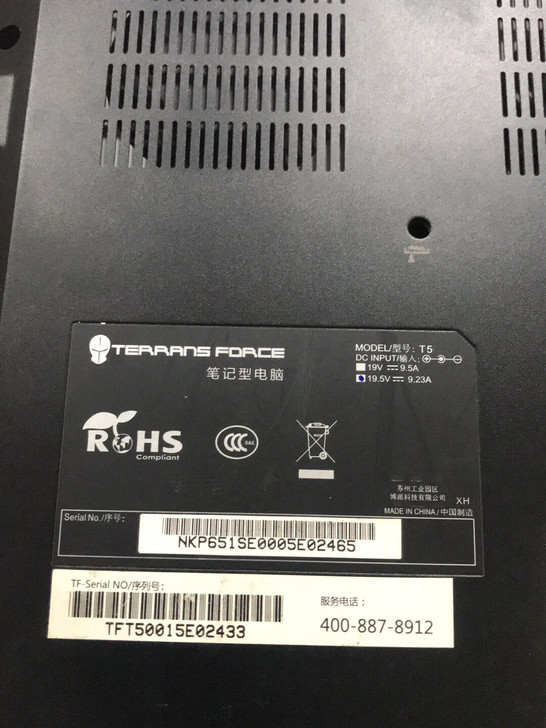 TERRANS FORCE
笔记型电脑
MODEL/型号: T5
DC INPUT/输入:
19V 9.5A
19.5V 9.23A
RoHS
Compliant
CCC S&E
苏州工业园区
博派科技有限公司 XH
MADE IN CHINA / 中国制造
Serial No./序号:
NKP651SE0005E02465
TF-Serial NO/序列号:
TFT50015E02433
服务电话:
400-887-8912